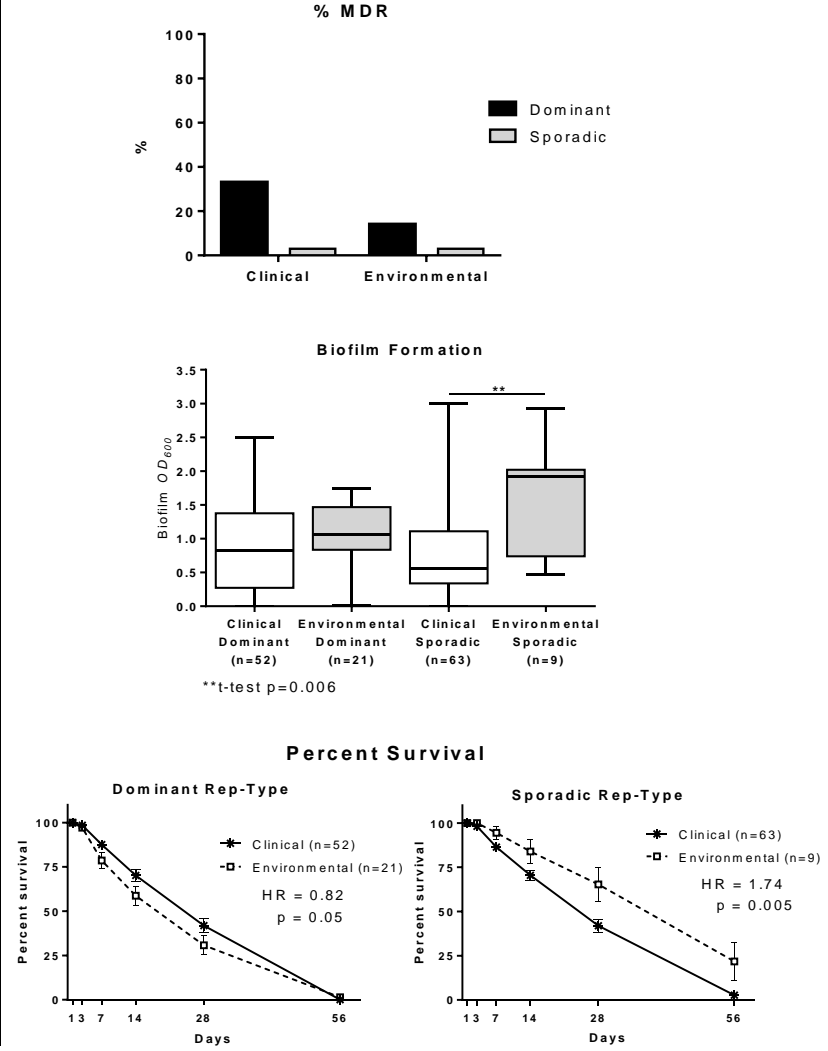 % MDR
100
80
60
40
20
0
%
Clinical
Environmental
Dominant
Sporadic
Biofilm Formation
3.5
3.0
2.5
2.0
1.5
1.0
0.5
0.0
Biofilm OD600
**
Clinical Dominant (n=52)
Environmental Dominant (n=21)
Clinical Sporadic (n=63)
Environmental Sporadic (n=9)
**t-test p=0.006
Percent Survival
Dominant Rep-Type
100
75
50
25
0
Percent survival
1 3 7 14 28 56
Days
Clinical (n=52)
Environmental (n=21)
HR = 0.82
p = 0.05
Sporadic Rep-Type
100
75
50
25
0
Percent survival
1 3 7 14 28 56
Days
Clinical (n=63)
Environmental (n=9)
HR = 1.74
p = 0.005